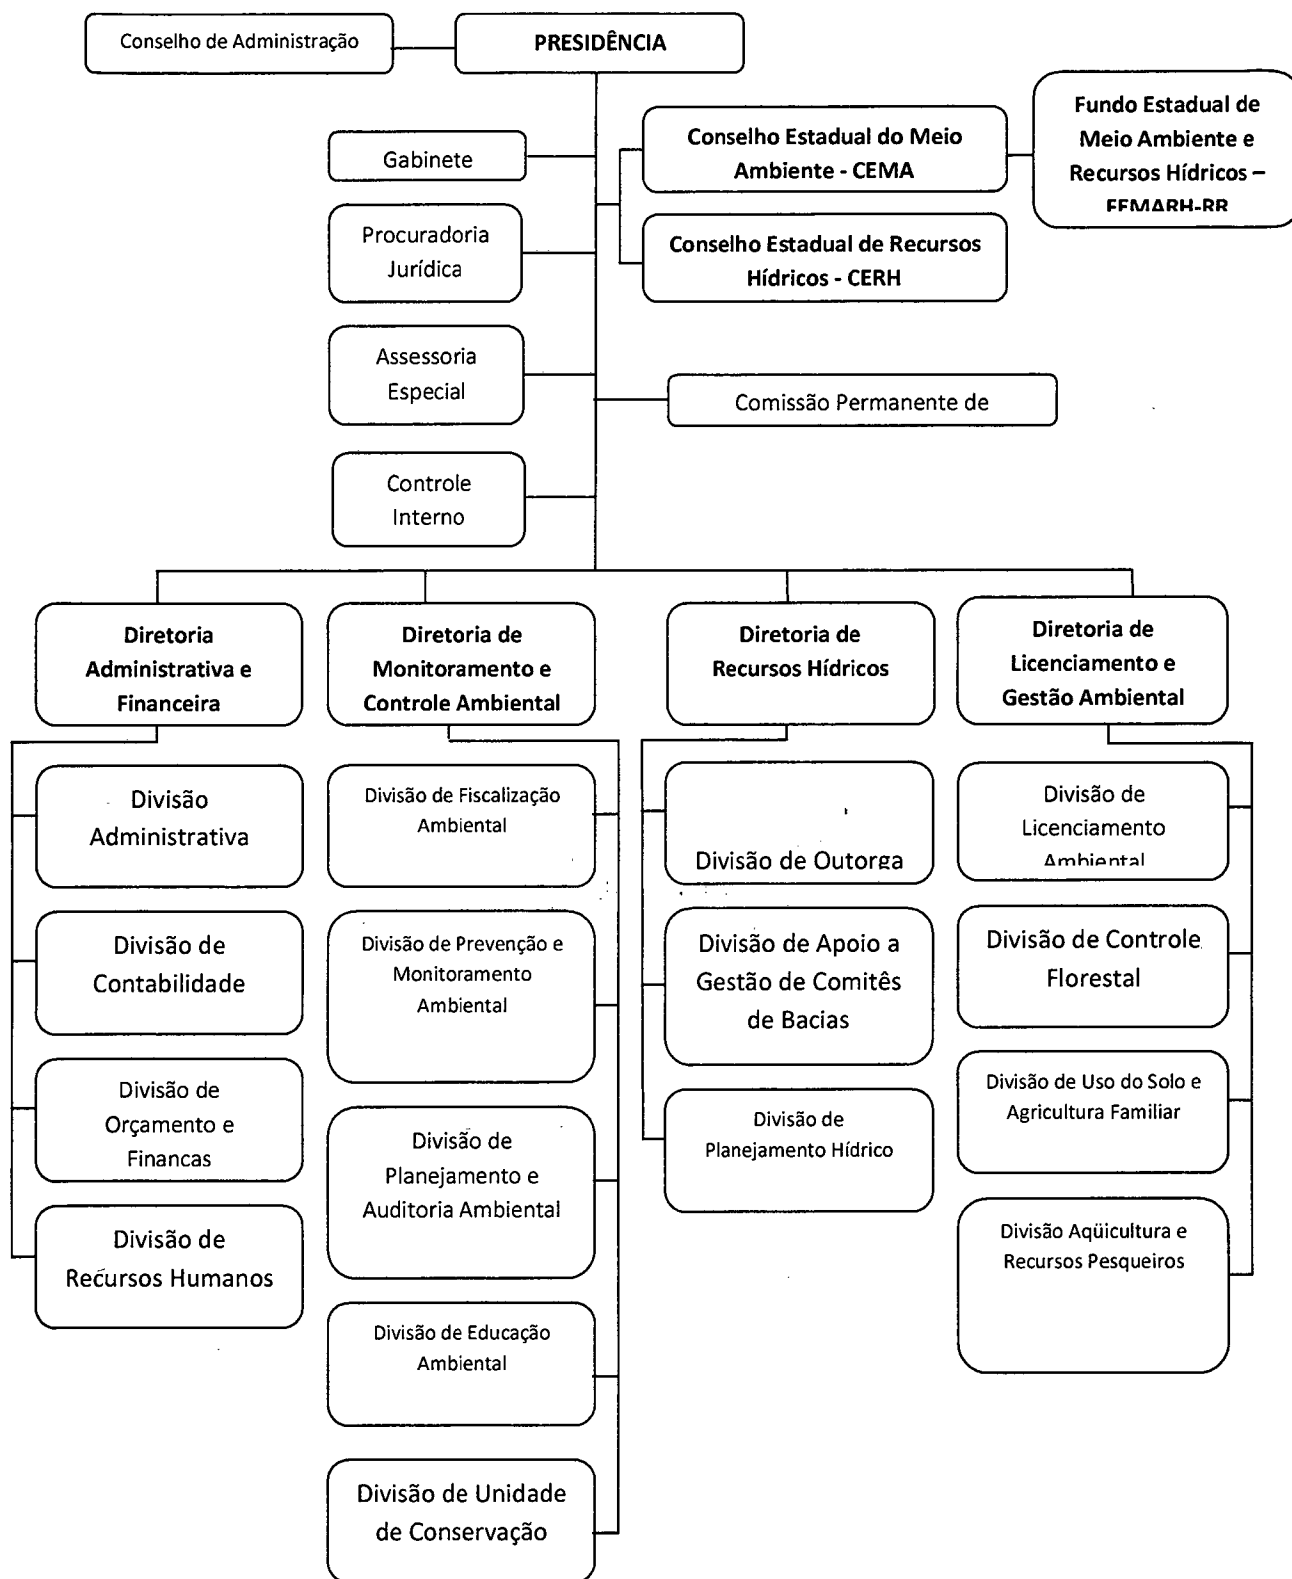 Conselho de Administração
PRESIDÊNCIA
Gabinete
Procuradoria
Jurídica
Assessoria
Especial
Controle
Interno
Conselho Estadual do Meio
Ambiente - CEMA
Conselho Estadual de Recursos
Hídricos - CERH
Fundo Estadual de
Meio Ambiente e
Recursos Hídricos –
Comissão Permanente de
Diretoria
Administrativa e
Financeira
Divisão
Administrativa
Divisão de
Contabilidade
Divisão de
Orçamento e
Financas
Divisão de
Recursos Humanos
Diretoria de
Monitoramento e
Controle Ambiental
Divisão de Fiscalização
Ambiental
Divisão de Prevenção e
Monitoramento
Ambiental
Divisão de
Planejamento e
Auditoria Ambiental
Divisão de Educação
Ambiental
Divisão de Unidade
de Conservação
Diretoria de
Recursos Hídricos
Divisão de Outorga
Divisão de Apoio a
Gestão de Comitês
de Bacias
Divisão de
Planejamento Hídrico
Diretoria de
Licenciamento e
Gestão Ambiental
Divisão de
Licenciamento
Ambiental
Divisão de Controle
Florestal
Divisão de Uso do Solo e
Agricultura Familiar
Divisão Aqüicultura e
Recursos Pesqueiros